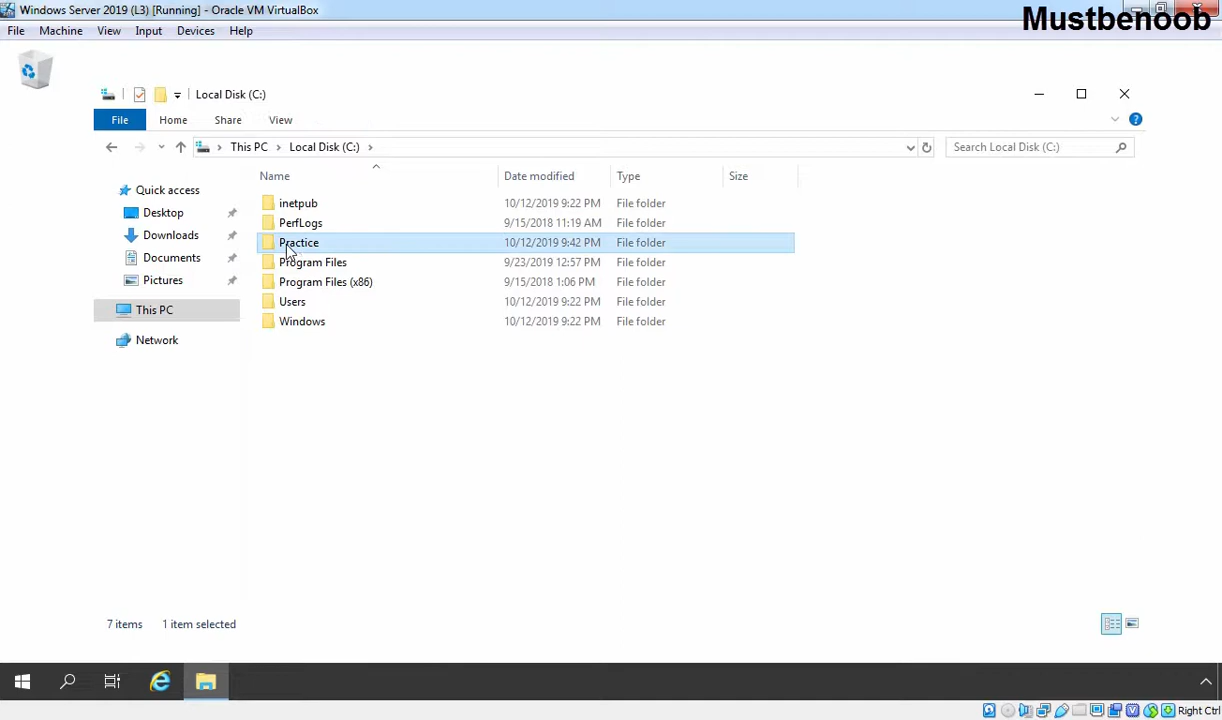 Windows Server 2019 (L3) [Running] - Oracle VM VirtualBox
Mustbenoob
File Machine View Input Devices Help
Local Disk (C:)
File Home Share View
This PC Local Disk (C:)
Search Local Disk (C:)
Name Date modified Type Size
Quick access
Desktop
Downloads
Documents
Pictures
This PC
Network
inetpub 10/12/2019 9:22 PM File folder
PerfLogs 9/15/2018 11:19 AM File folder
Practice 10/12/2019 9:42 PM File folder
Program Files 9/23/2019 12:57 PM File folder
Program Files (x86) 9/15/2018 1:06 PM File folder
Users 10/12/2019 9:22 PM File folder
Windows 10/12/2019 9:22 PM File folder
7 items 1 item selected
Right Ctrl